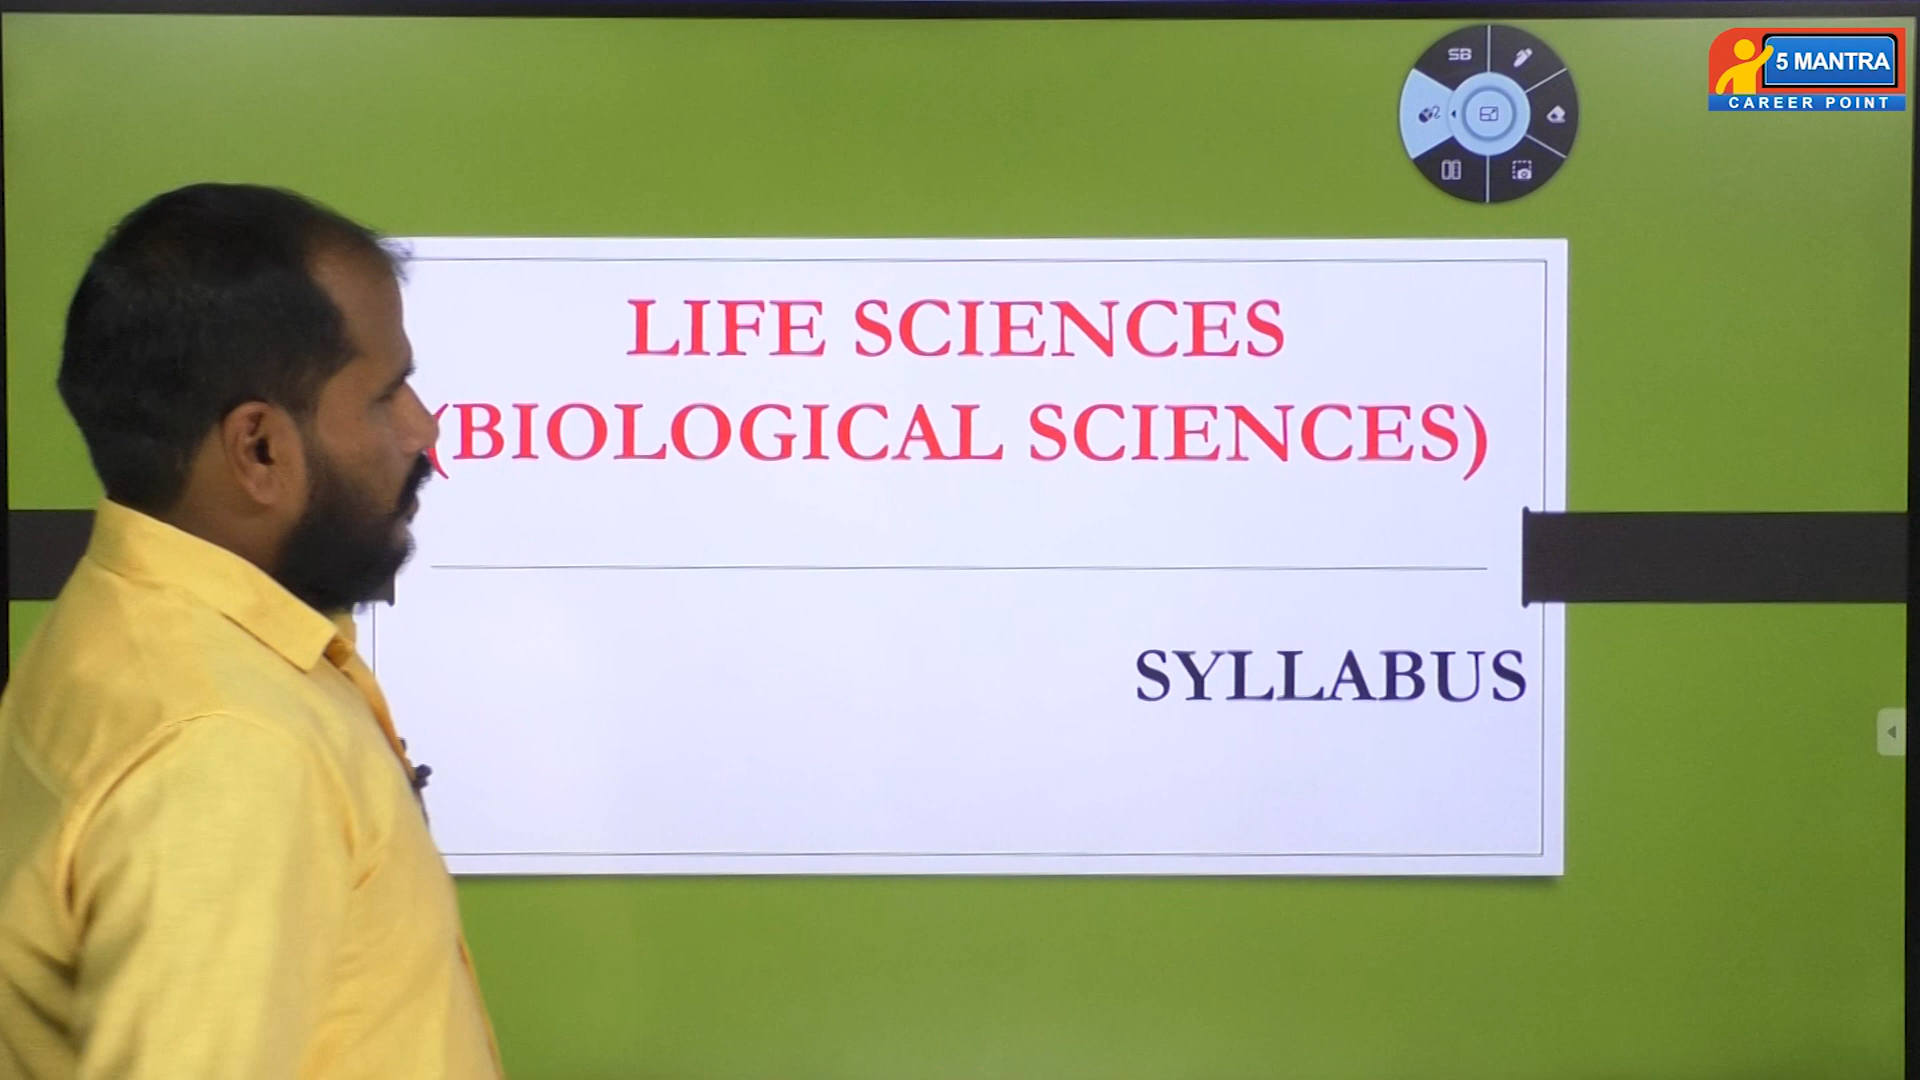 SB
5 MANTRA
CAREER POINT
LIFE SCIENCES
(BIOLOGICAL SCIENCES)
SYLLABUS